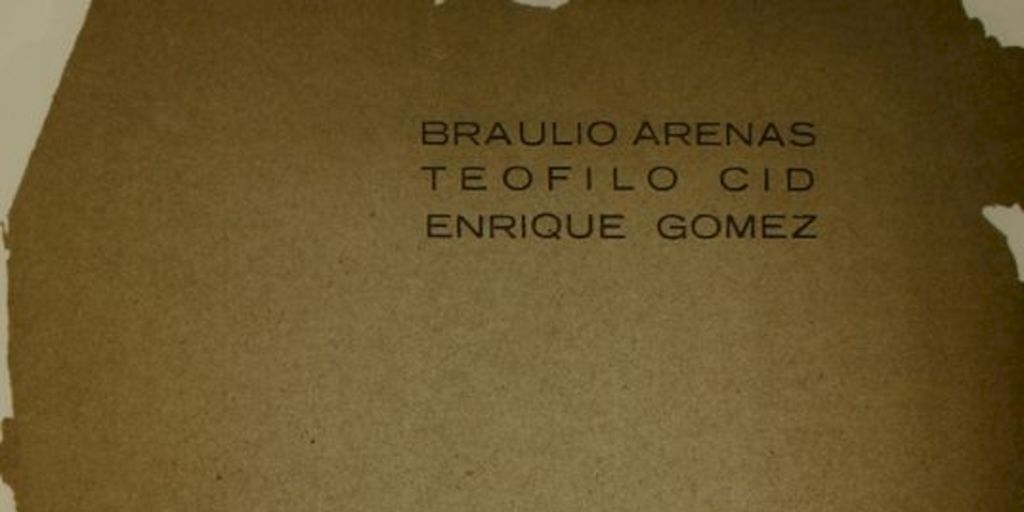 BRAULIO ARENAS
TEOFILO CID
ENRIQUE GOMEZ